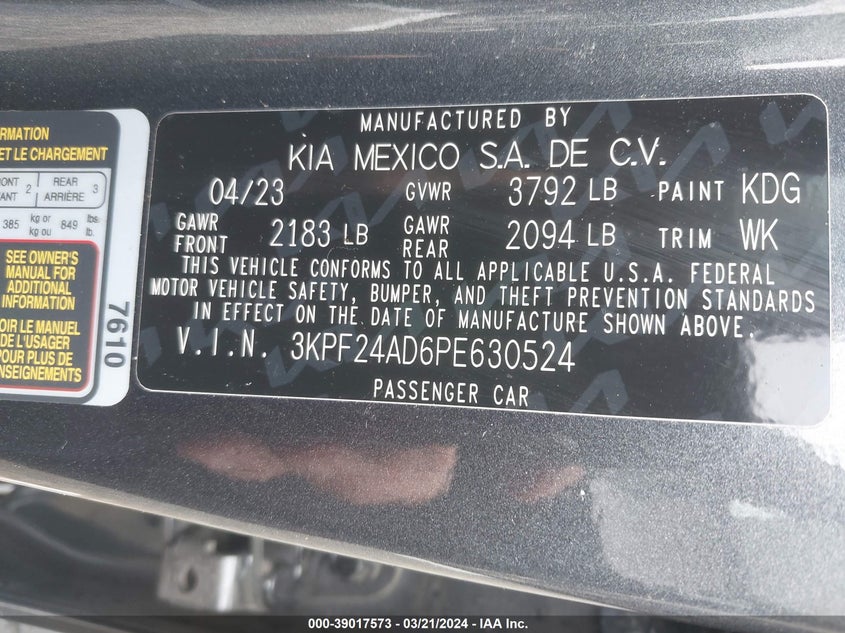 MANUFACTURED BY
KIA MEXICO S.A. DE C.V.
04/23 GVWR 3792 LB PAINT KDG
GAWR FRONT 2183 LB GAWR REAR 2094 LB TRIM WK
THIS VEHICLE CONFORMS TO ALL APPLICABLE U.S.A. FEDERAL
MOTOR VEHICLE SAFETY, BUMPER, AND THEFT PREVENTION STANDARDS
IN EFFECT ON THE DATE OF MANUFACTURE SHOWN ABOVE.
V.I.N. 3KPF24AD6PE630524
PASSENGER CAR
ET LE CHARGEMENT
2 REAR 3
ARRIÈRE
385 kg or kg ou 849 lbs. lb.
SEE OWNER'S
MANUAL FOR
ADDITIONAL
INFORMATION
LE MANUEL
DE L'USAGER
POUR PLUS DE
7610
000-39017573 — 03/21/2024 — IAA Inc.